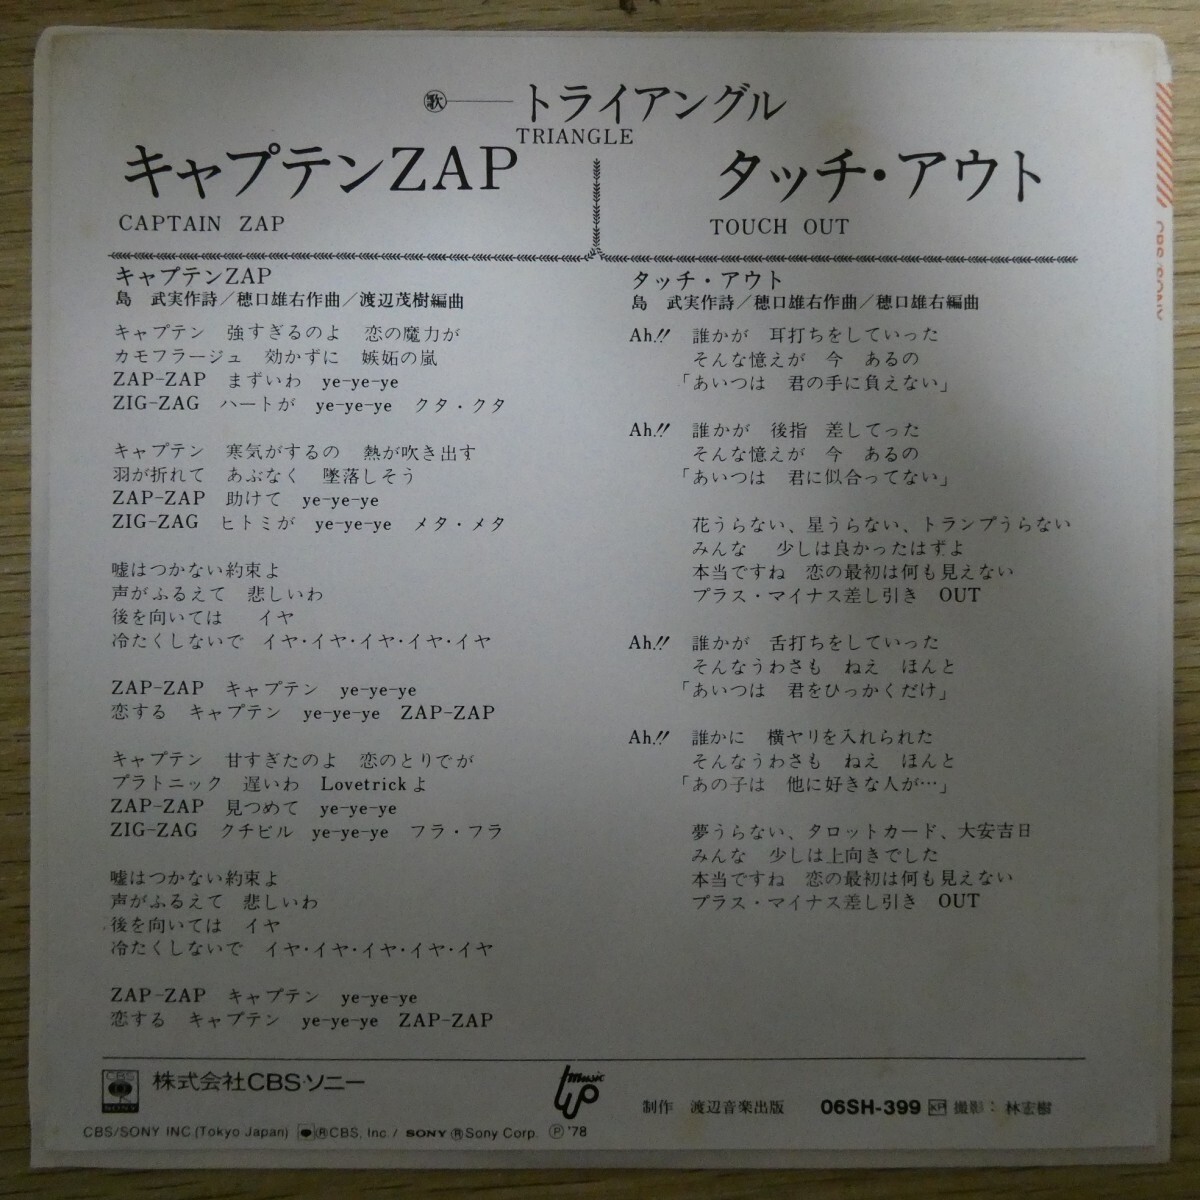 歌 トライアングル
TRIANGLE
キャプテンZAP
CAPTAIN ZAP
タッチ・アウト
TOUCH OUT
キャプテンZAP
島 武実作詩／穂口雄右作曲／渡辺茂樹編曲
キャプテン 強すぎるのよ 恋の魔力が
カモフラージュ 効かずに 嫉妬の嵐
ZAP-ZAP まずいわ ye-ye-ye
ZIG-ZAG ハートが ye-ye-ye クタ・クタ
キャプテン 寒気がするの 熱が吹き出す
羽が折れて あぶなく 墜落しそう
ZAP-ZAP 助けて ye-ye-ye
ZIG-ZAG ヒトミが ye-ye-ye メタ・メタ
嘘はつかない約束よ
声がふるえて 悲しいわ
後を向いては イヤ
冷たくしないで イヤ・イヤ・イヤ・イヤ・イヤ
ZAP-ZAP キャプテン ye-ye-ye
恋する キャプテン ye-ye-ye ZAP-ZAP
キャプテン 甘すぎたのよ 恋のとりでが
プラトニック 遅いわ Lovetrickよ
ZAP-ZAP 見つめて ye-ye-ye
ZIG-ZAG クチビル ye-ye-ye フラ・フラ
嘘はつかない約束よ
声がふるえて 悲しいわ
後を向いては イヤ
冷たくしないで イヤ・イヤ・イヤ・イヤ・イヤ
ZAP-ZAP キャプテン ye-ye-ye
恋する キャプテン ye-ye-ye ZAP-ZAP
タッチ・アウト
島 武実作詩／穂口雄右作曲／穂口雄右編曲
Ah!! 誰かが 耳打ちをしていった
そんな憶えが 今 あるの
「あいつは 君の手に負えない」
Ah!! 誰かが 後指 差してった
そんな憶えが 今 あるの
「あいつは 君に似合ってない」
花うらない、星うらない、トランプうらない
みんな 少しは良かったはずよ
本当ですね 恋の最初は何も見えない
プラス・マイナス差し引き OUT
Ah!! 誰かが 舌打ちをしていった
そんなうわさも ねえ ほんと
「あいつは 君をひっかくだけ」
Ah!! 誰かに 横ヤリを入れられた
そんなうわさも ねえ ほんと
「あの子は 他に好きな人が…」
夢うらない、タロットカード、大安吉日
みんな 少しは上向きでした
本当ですね 恋の最初は何も見えない
プラス・マイナス差し引き OUT
CBS・SONY
CBS SONY 株式会社CBS・ソニー
music UP
制作 渡辺音楽出版 06SH-399 KP 撮影：林宏樹
CBS/SONY INC (Tokyo Japan) ⓇCBS, Inc. / SONY ⓇSony Corp. Ⓟ'78